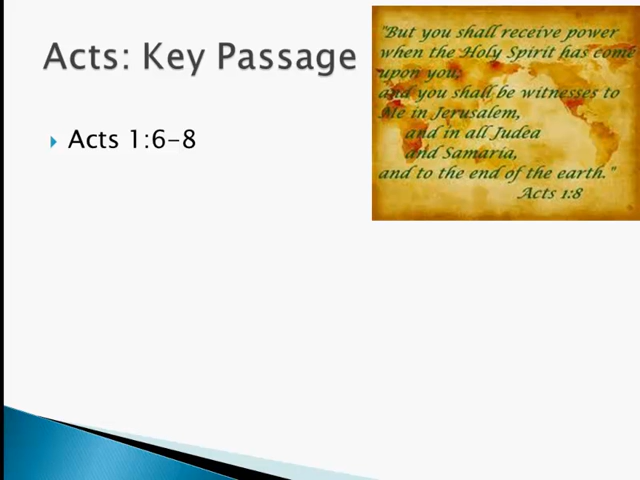 Acts: Key Passage
Acts 1:6-8
"But you shall receive power
when the Holy Spirit has come
upon you;
and you shall be witnesses to
Me in Jerusalem,
and in all Judea
and Samaria,
and to the end of the earth."
Acts 1:8